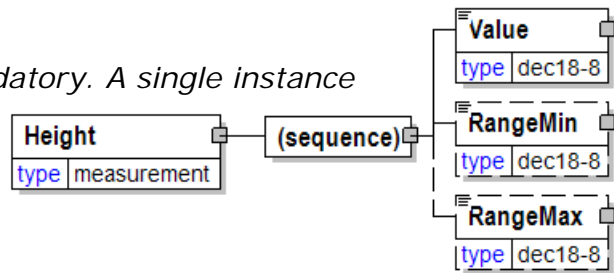 Value
type dec18-8
datory. A single instance
RangeMin
type dec18-8
Height
type measurement
(sequence)
RangeMax
type dec18-8